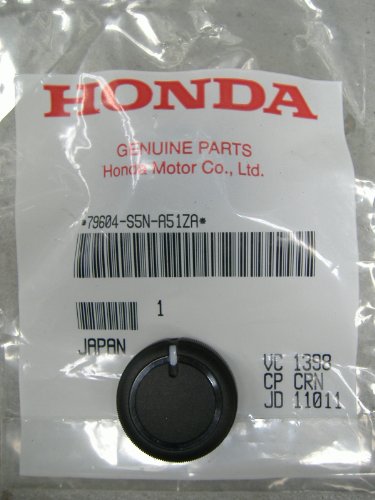 HONDA
GENUINE PARTS
Honda Motor Co., Ltd.
*79604-S5N-A51ZA*
1
JAPAN
VC 1398
CP CRN
JD 11011